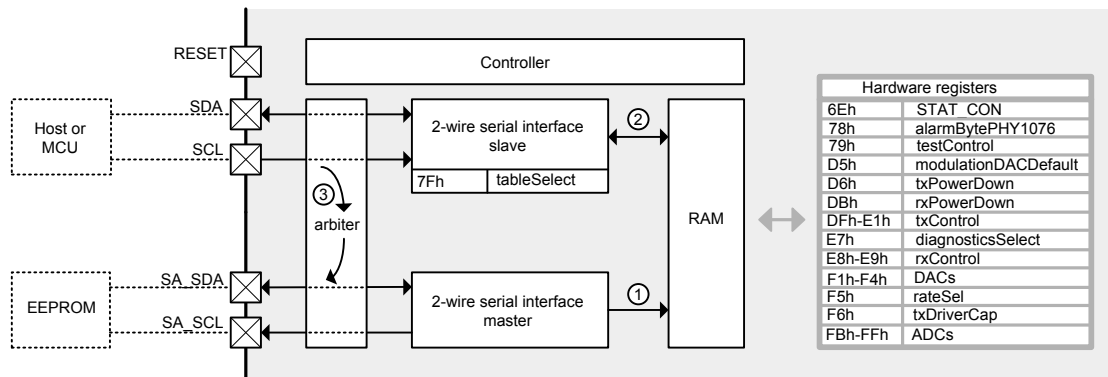 RESET
Controller
Host or
MCU
SDA
SCL
2-wire serial interface
slave
7Fh tableSelect
2
3
arbiter
RAM
EEPROM
SA_SDA
SA_SCL
2-wire serial interface
master
1
Hardware registers
6Eh STAT_CON
78h alarmBytePHY1076
79h testControl
D5h modulationDACDefault
D6h txPowerDown
DBh rxPowerDown
DFh-E1h txControl
E7h diagnosticsSelect
E8h-E9h rxControl
F1h-F4h DACs
F5h rateSel
F6h txDriverCap
FBh-FFh ADCs